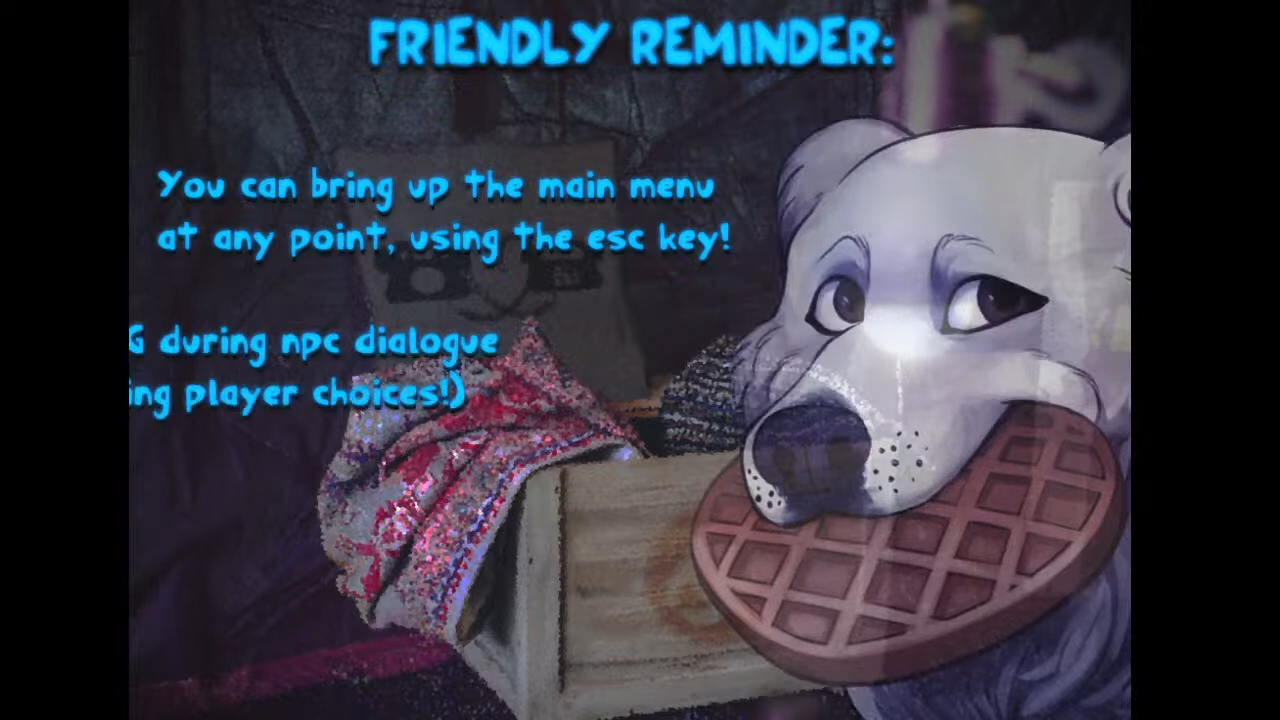 FRIENDLY REMINDER:
You can bring up the main menu
at any point, using the esc key!
during npc dialogue
player choices!)